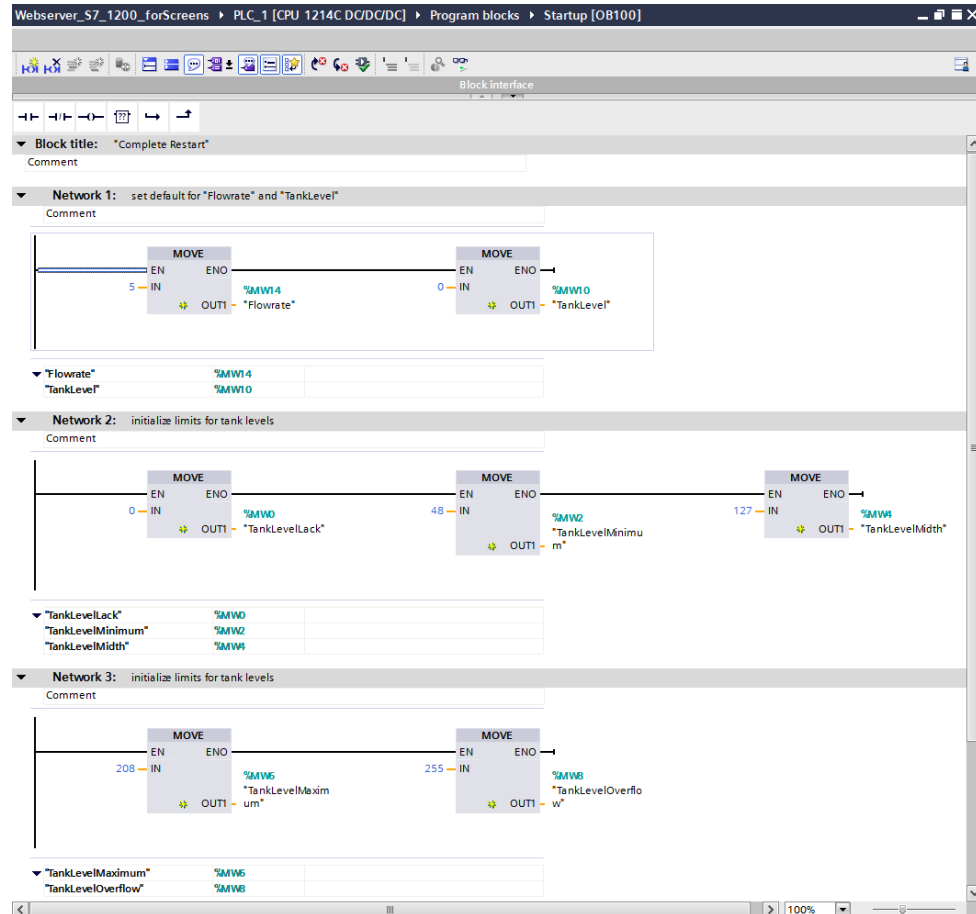 Webserver_S7_1200_forScreens ▸ PLC_1 [CPU 1214C DC/DC/DC] ▸ Program blocks ▸ Startup [OB100]
Block interface
??
Block title: "Complete Restart"
Comment
Network 1: set default for "Flowrate" and "TankLevel"
Comment
MOVE MOVE
EN ENO EN ENO
5 IN %MW14 0 IN %MW10
OUT1 "Flowrate" OUT1 "TankLevel"
"Flowrate" %MW14
"TankLevel" %MW10
Network 2: initialize limits for tank levels
Comment
MOVE MOVE MOVE
EN ENO EN ENO EN ENO
0 IN %MW0 48 IN %MW2 127 IN %MW4
OUT1 "TankLevelLack" "TankLevelMinimu OUT1 "TankLevelMidth"
OUT1 m"
"TankLevelLack" %MW0
"TankLevelMinimum" %MW2
"TankLevelMidth" %MW4
Network 3: initialize limits for tank levels
Comment
MOVE MOVE
EN ENO EN ENO
208 IN %MW6 255 IN %MW8
"TankLevelMaxim "TankLevelOverflo
OUT1 um" OUT1 w"
"TankLevelMaximum" %MW6
"TankLevelOverflow" %MW8
100%